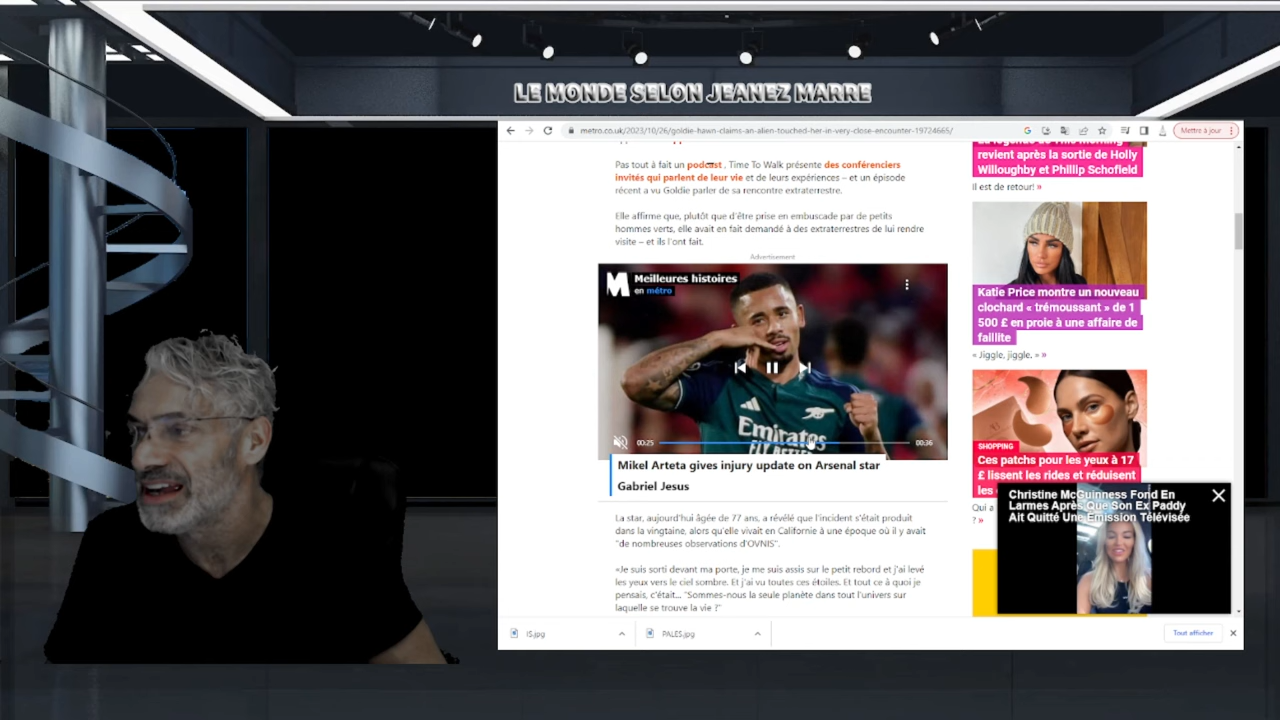 LE MONDE SELON JEANEZ MARRE
metro.co.uk/2023/10/26/goldie-hawn-claims-an-alien-touched-her-in-very-close-encounter-19724665/
Mettre à jour
Pas tout à fait un podcast , Time To Walk présente des conférenciers
invités qui parlent de leur vie et de leurs expériences – et un épisode
récent a vu Goldie parler de sa rencontre extraterrestre.
Elle affirme que, plutôt que d'être prise en embuscade par de petits
hommes verts, elle avait en fait demandé à des extraterrestres de lui rendre
visite – et ils l'ont fait.
Advertisement
M Meilleures histoires
en métro
Emirates
00:25
00:36
Mikel Arteta gives injury update on Arsenal star
Gabriel Jesus
La star, aujourd'hui âgée de 77 ans, a révélé que l'incident s'était produit
dans la vingtaine, alors qu'elle vivait en Californie à une époque où il y avait
"de nombreuses observations d'OVNIS".
«Je suis sorti devant ma porte, je me suis assis sur le petit rebord et j'ai levé
les yeux vers le ciel sombre. Et j'ai vu toutes ces étoiles. Et tout ce à quoi je
pensais, c'était... "Sommes-nous la seule planète dans tout l'univers sur
laquelle se trouve la vie ?"
revient après la sortie de Holly
Willoughby et Phillip Schofield
Il est de retour! »
Katie Price montre un nouveau
clochard « trémoussant » de 1
500 £ en proie à une affaire de
faillite
« Jiggle, jiggle. » »
SHOPPING
Ces patchs pour les yeux à 17
£ lissent les rides et réduisent
les
Qui a
? »
Christine McGuinness Fond En
Larmes Après Que Son Ex Paddy
Ait Quitté Une Émission Télévisée
IS.jpg
PALES.jpg
Tout afficher